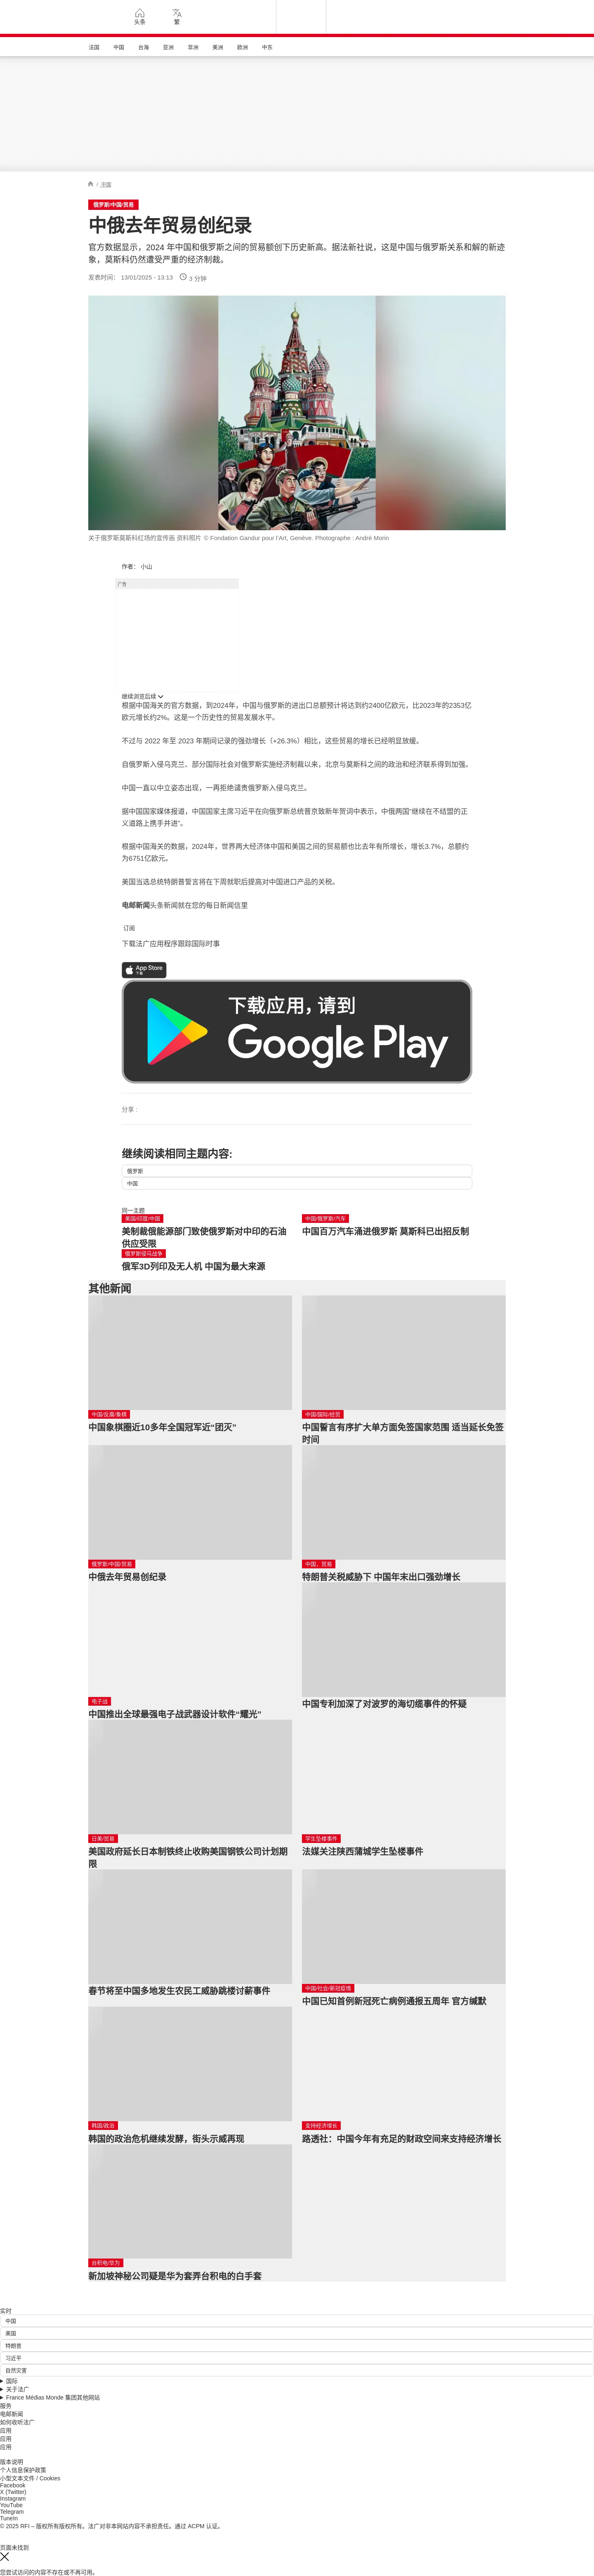 头条
繁
法国
中国
台海
亚洲
非洲
美洲
欧洲
中东
/ 中国
俄罗斯/中国/贸易
中俄去年贸易创纪录
官方数据显示，2024 年中国和俄罗斯之间的贸易额创下历史新高。据法新社说，这是中国与俄罗斯关系和解的新迹
象，莫斯科仍然遭受严重的经济制裁。
发表时间： 13/01/2025 - 13:13
3 分钟
关于俄罗斯莫斯科红场的宣传画 资料照片 © Fondation Gandur pour l'Art, Genève. Photographe : André Morin
作者： 小山
广告
继续浏览后续
根据中国海关的官方数据，到2024年，中国与俄罗斯的进出口总额预计将达到约2400亿欧元，比2023年的2353亿
欧元增长约2%。这是一个历史性的贸易发展水平。
不过与 2022 年至 2023 年期间记录的强劲增长（+26.3%）相比，这些贸易的增长已经明显放缓。
自俄罗斯入侵乌克兰、部分国际社会对俄罗斯实施经济制裁以来，北京与莫斯科之间的政治和经济联系得到加强。
中国一直以中立姿态出现，一再拒绝谴责俄罗斯入侵乌克兰。
据中国国家媒体报道，中国国家主席习近平在向俄罗斯总统普京致新年贺词中表示，中俄两国“继续在不结盟的正
义道路上携手并进”。
根据中国海关的数据，2024年，世界两大经济体中国和美国之间的贸易额也比去年有所增长，增长3.7%，总额约
为6751亿欧元。
美国当选总统特朗普誓言将在下周就职后提高对中国进口产品的关税。
电邮新闻头条新闻就在您的每日新闻信里
订阅
下载法广应用程序跟踪国际时事
App Store
下载
下载应用，请到
Google Play
分享 :
继续阅读相同主题内容:
俄罗斯
中国
同一主题
美国/印度/中国
美制裁俄能源部门致使俄罗斯对中印的石油
供应受限
中国/俄罗斯/汽车
中国百万汽车涌进俄罗斯 莫斯科已出招反制
俄罗斯侵乌战争
俄军3D列印及无人机 中国为最大来源
其他新闻
中国/反腐/象棋
中国象棋圈近10多年全国冠军近“团灭”
中国/国际/经贸
中国誓言有序扩大单方面免签国家范围 适当延长免签
时间
俄罗斯/中国/贸易
中俄去年贸易创纪录
中国，贸易
特朗普关税威胁下 中国年末出口强劲增长
电子战
中国推出全球最强电子战武器设计软件“耀光”
中国专利加深了对波罗的海切缆事件的怀疑
日美/贸易
美国政府延长日本制铁终止收购美国钢铁公司计划期
限
学生坠楼事件
法媒关注陕西蒲城学生坠楼事件
春节将至中国多地发生农民工威胁跳楼讨薪事件
中国/社会/新冠疫情
中国已知首例新冠死亡病例通报五周年 官方缄默
韩国/政治
韩国的政治危机继续发酵，街头示威再现
支持经济增长
路透社：中国今年有充足的财政空间来支持经济增长
台积电/华为
新加坡神秘公司疑是华为套弄台积电的白手套
实时
中国
美国
特朗普
习近平
自然灾害
国际
关于法广
France Médias Monde 集团其他网站
服务
电邮新闻
如何收听法广
应用
应用
应用
版本说明
个人信息保护政策
小型文本文件 / Cookies
Facebook
X (Twitter)
Instagram
YouTube
Telegram
TuneIn
© 2025 RFI – 版权所有版权所有。法广对非本网站内容不承担责任。通过 ACPM 认证。
页面未找到
您尝试访问的内容不存在或不再可用。